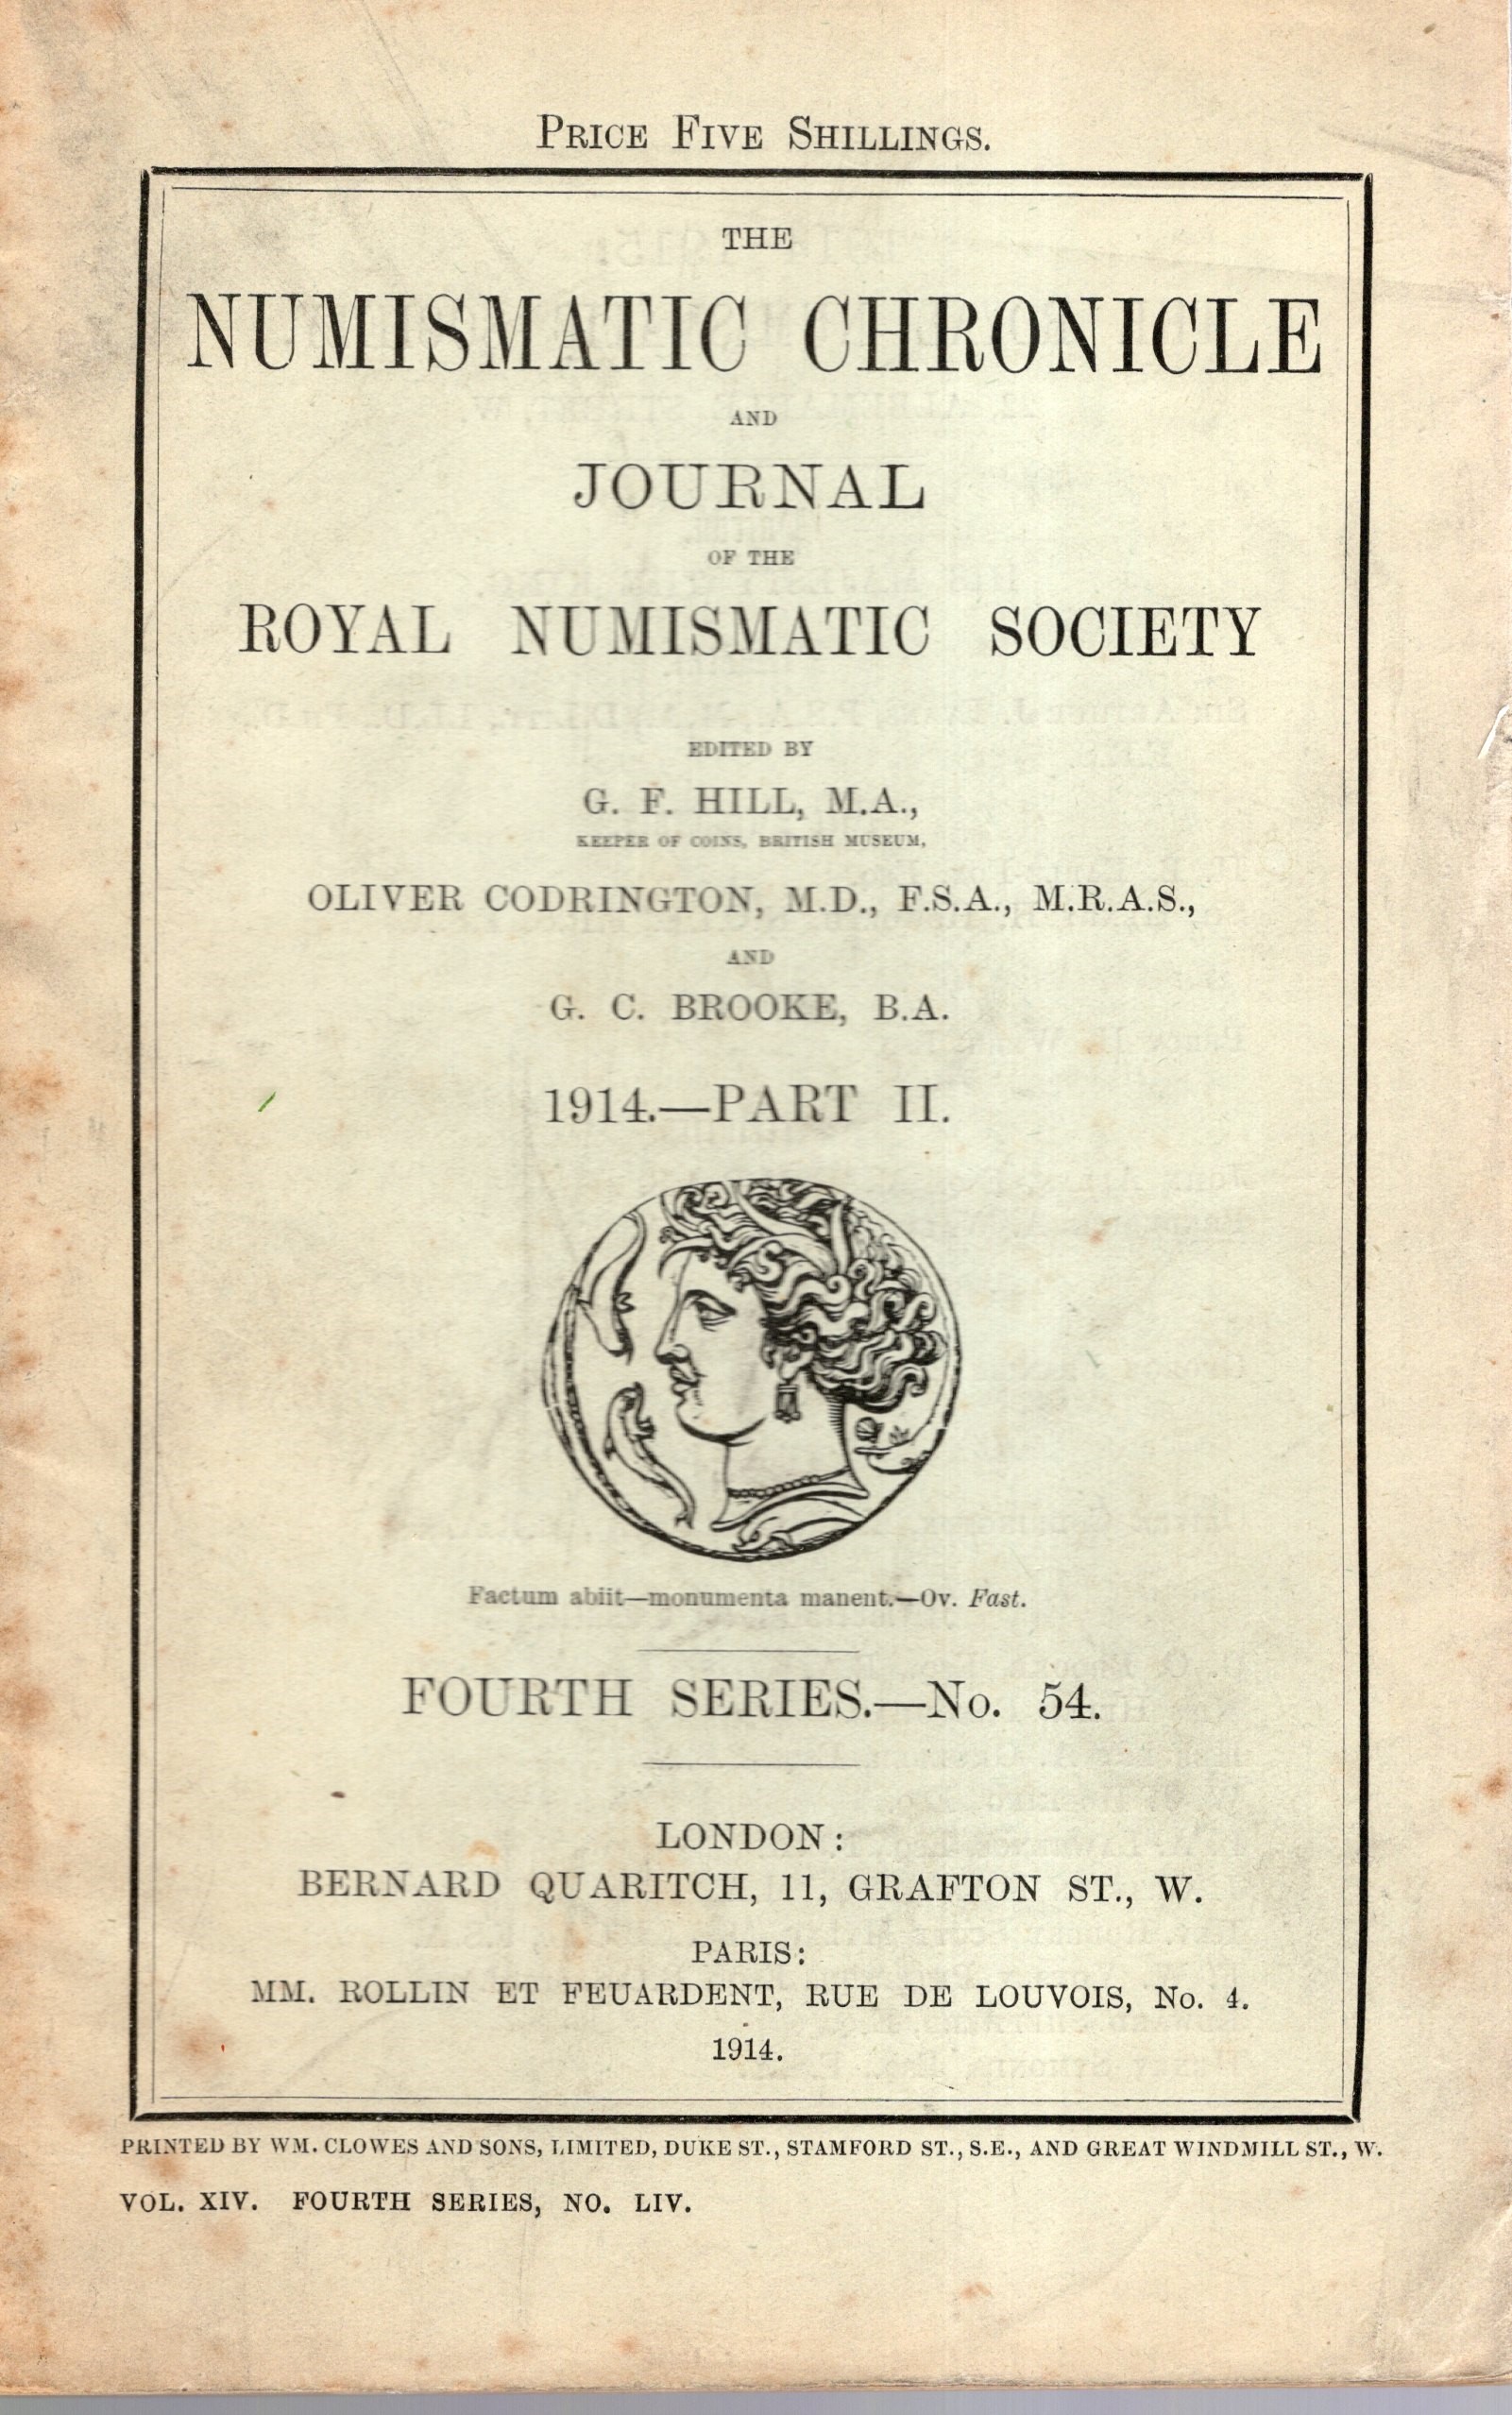 PRICE FIVE SHILLINGS.
THE
NUMISMATIC CHRONICLE
AND
JOURNAL
OF THE
ROYAL NUMISMATIC SOCIETY
EDITED BY
G. F. HILL, M.A.,
KEEPER OF COINS, BRITISH MUSEUM,
OLIVER CODRINGTON, M.D., F.S.A., M.R.A.S.,
AND
G. C. BROOKE, B.A.
1914.—PART II.
Factum abiit—monumenta manent.—Ov. Fast.
FOURTH SERIES.—No. 54.
LONDON:
BERNARD QUARITCH, 11, GRAFTON ST., W.
PARIS:
MM. ROLLIN ET FEUARDENT, RUE DE LOUVOIS, No. 4.
1914.
PRINTED BY WM. CLOWES AND SONS, LIMITED, DUKE ST., STAMFORD ST., S.E., AND GREAT WINDMILL ST., W.
VOL. XIV. FOURTH SERIES, NO. LIV.